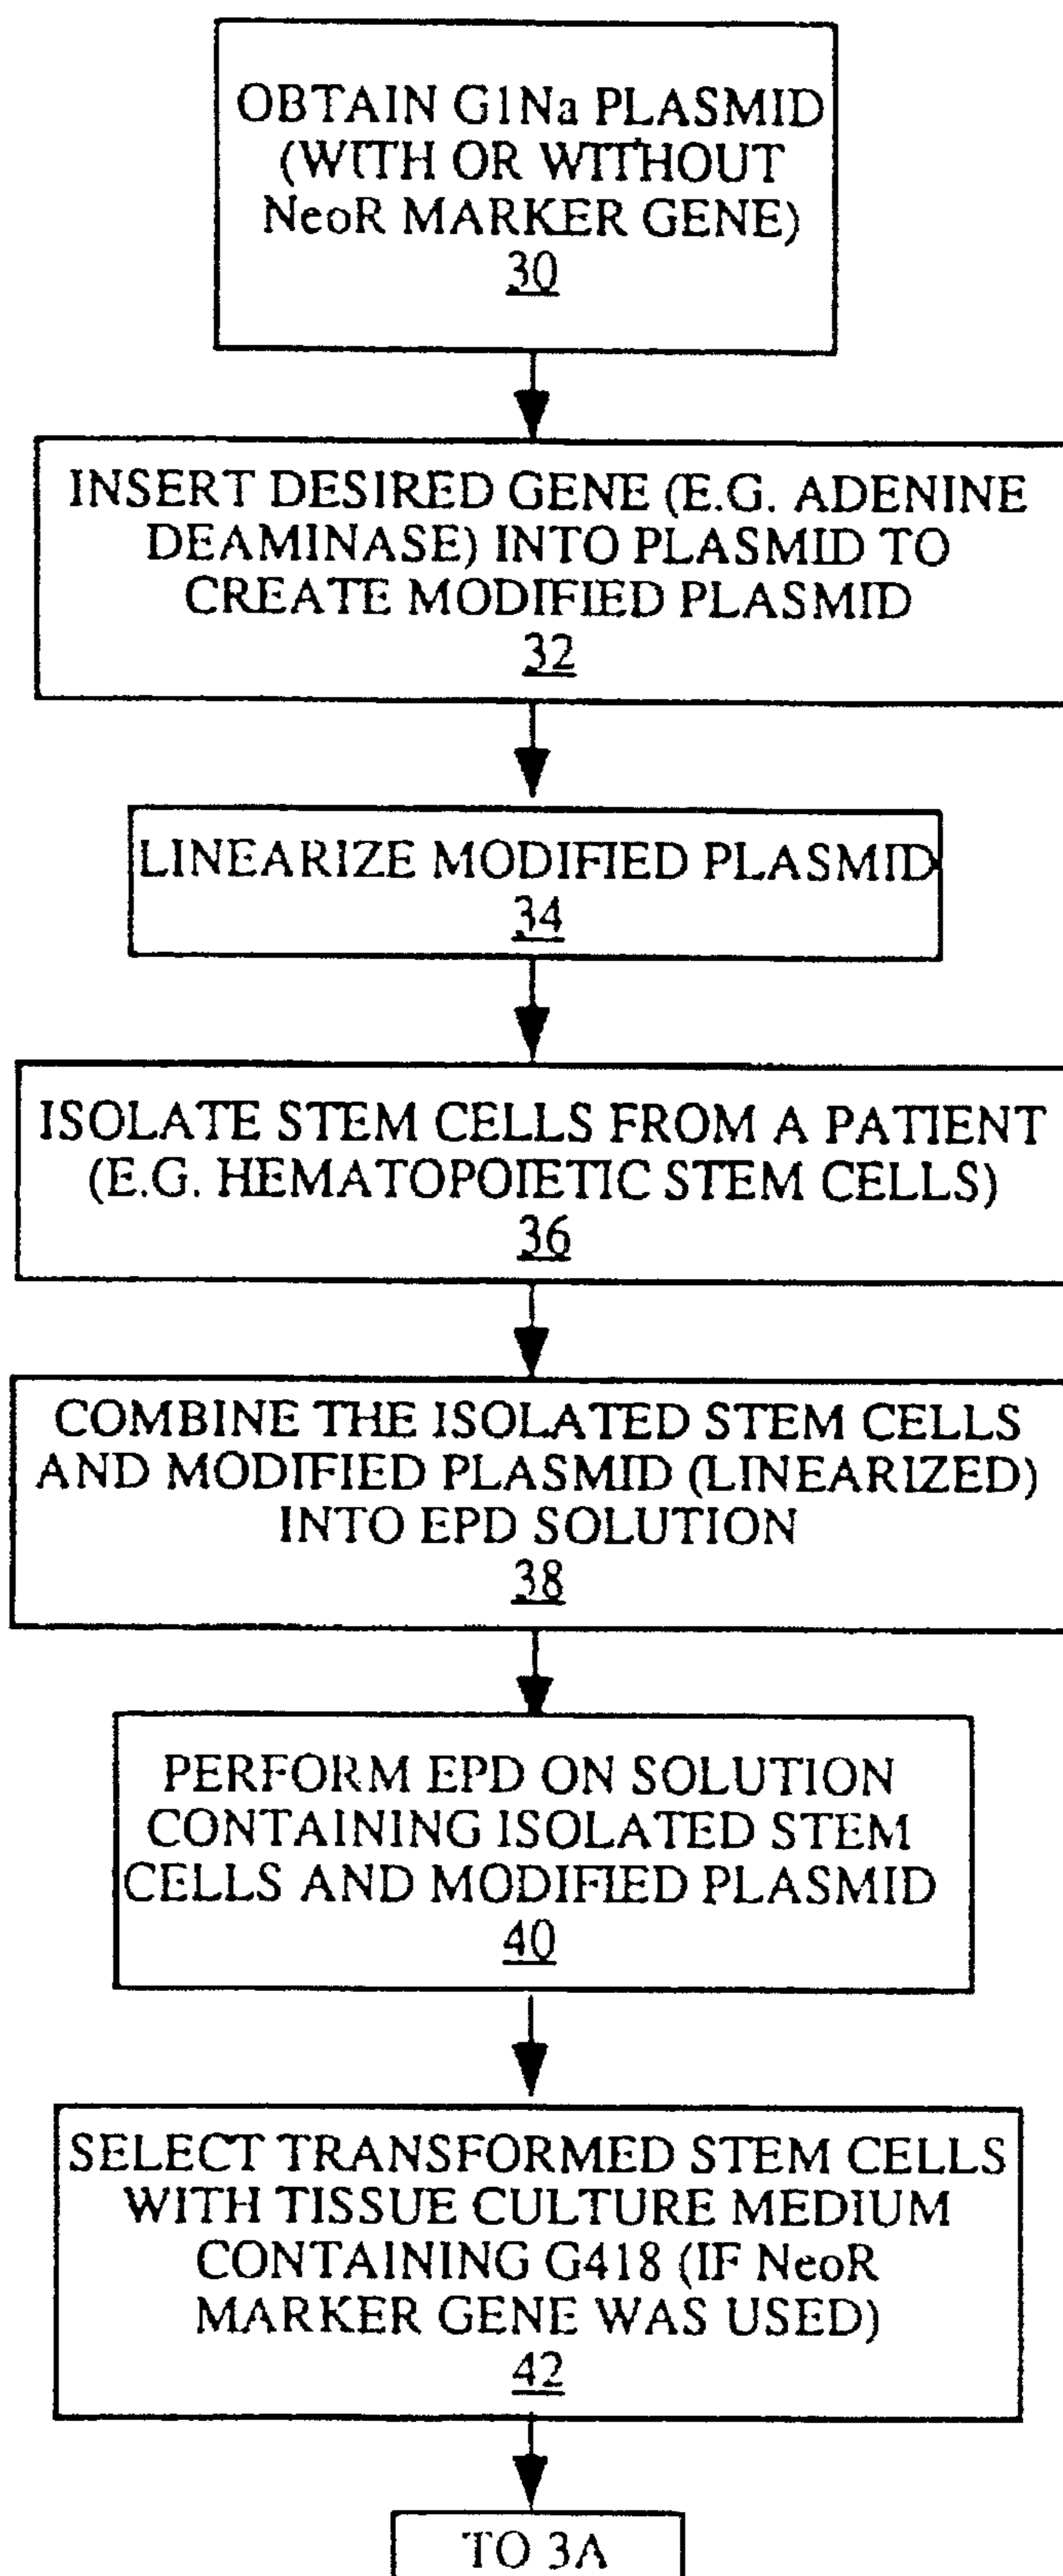 OBTAIN G1Na PLASMID
(WITH OR WITHOUT
NeoR MARKER GENE)
30
INSERT DESIRED GENE (E.G. ADENINE
DEAMINASE) INTO PLASMID TO
CREATE MODIFIED PLASMID
32
LINEARIZE MODIFIED PLASMID
34
ISOLATE STEM CELLS FROM A PATIENT
(E.G. HEMATOPOIETIC STEM CELLS)
36
COMBINE THE ISOLATED STEM CELLS
AND MODIFIED PLASMID (LINEARIZED)
INTO EPD SOLUTION
38
PERFORM EPD ON SOLUTION
CONTAINING ISOLATED STEM
CELLS AND MODIFIED PLASMID
40
SELECT TRANSFORMED STEM CELLS
WITH TISSUE CULTURE MEDIUM
CONTAINING G418 (IF NeoR
MARKER GENE WAS USED)
42
TO 3A